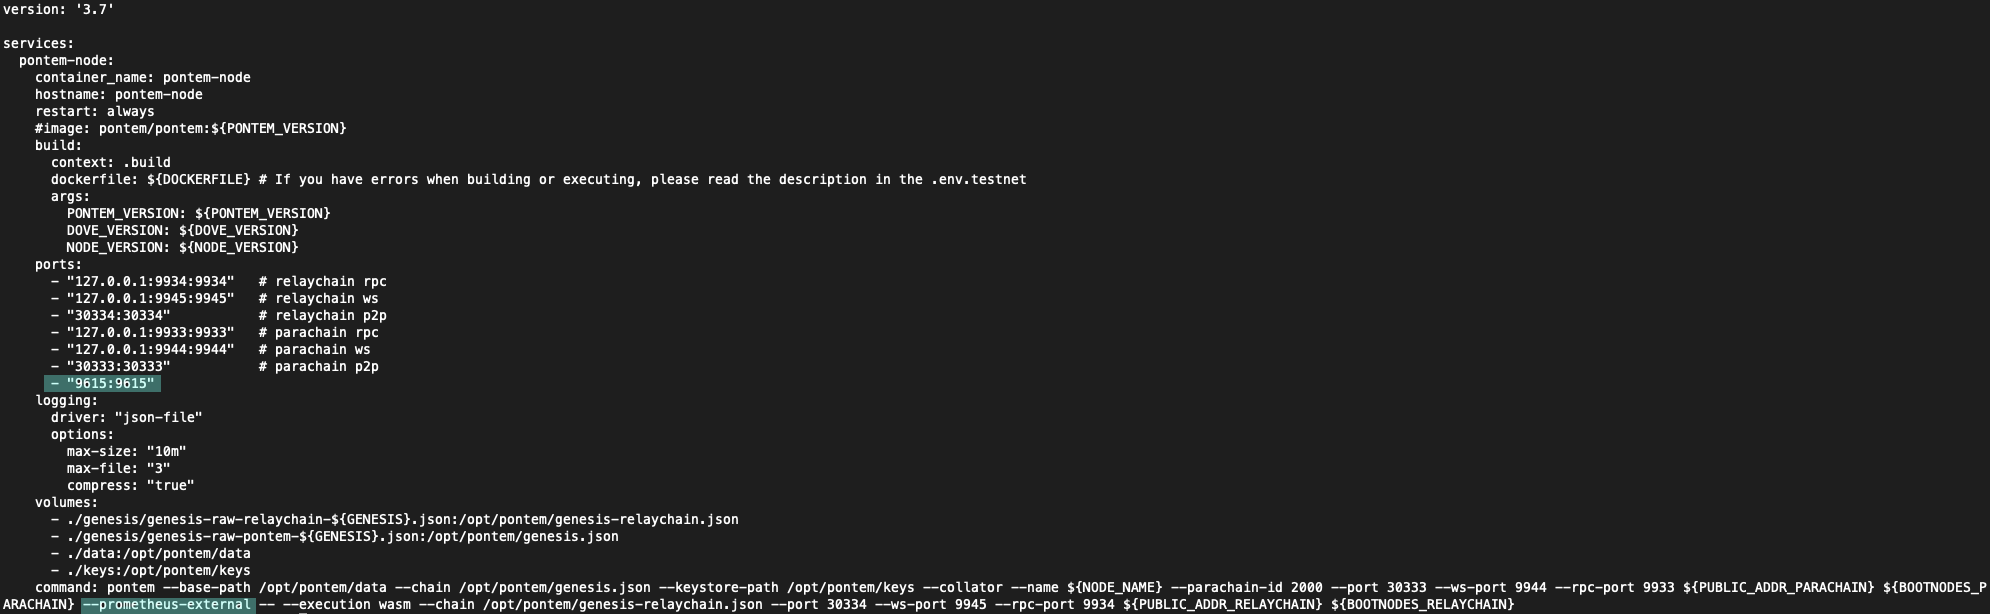 version: '3.7'
services:
  pontem-node:
    container_name: pontem-node
    hostname: pontem-node
    restart: always
    #image: pontem/pontem:${PONTEM_VERSION}
    build:
      context: .build
      dockerfile: ${DOCKERFILE} # If you have errors when building or executing, please read the description in the .env.testnet
      args:
        PONTEM_VERSION: ${PONTEM_VERSION}
        DOVE_VERSION: ${DOVE_VERSION}
        NODE_VERSION: ${NODE_VERSION}
    ports:
      - "127.0.0.1:9934:9934"   # relaychain rpc
      - "127.0.0.1:9945:9945"   # relaychain ws
      - "30334:30334"           # relaychain p2p
      - "127.0.0.1:9933:9933"   # parachain rpc
      - "127.0.0.1:9944:9944"   # parachain ws
      - "30333:30333"           # parachain p2p
      - "9615:9615"
    logging:
      driver: "json-file"
      options:
        max-size: "10m"
        max-file: "3"
        compress: "true"
    volumes:
      - ./genesis/genesis-raw-relaychain-${GENESIS}.json:/opt/pontem/genesis-relaychain.json
      - ./genesis/genesis-raw-pontem-${GENESIS}.json:/opt/pontem/genesis.json
      - ./data:/opt/pontem/data
      - ./keys:/opt/pontem/keys
    command: pontem --base-path /opt/pontem/data --chain /opt/pontem/genesis.json --keystore-path /opt/pontem/keys --collator --name ${NODE_NAME} --parachain-id 2000 --port 30333 --ws-port 9944 --rpc-port 9933 ${PUBLIC_ADDR_PARACHAIN} ${BOOTNODES_P
ARACHAIN} --prometheus-external -- --execution wasm --chain /opt/pontem/genesis-relaychain.json --port 30334 --ws-port 9945 --rpc-port 9934 ${PUBLIC_ADDR_RELAYCHAIN} ${BOOTNODES_RELAYCHAIN}